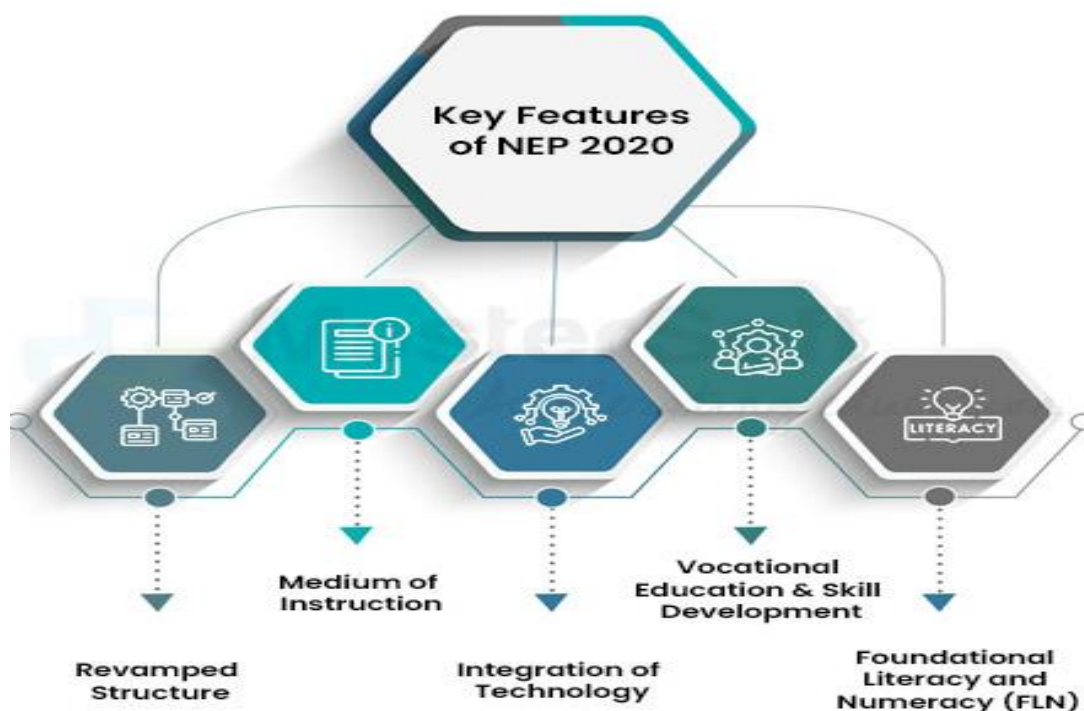 Key Features
of NEP 2020
LITERACY
Medium of
Instruction
Vocational
Education & Skill
Development
Revamped
Structure
Integration of
Technology
Foundational
Literacy and
Numeracy (FLN)